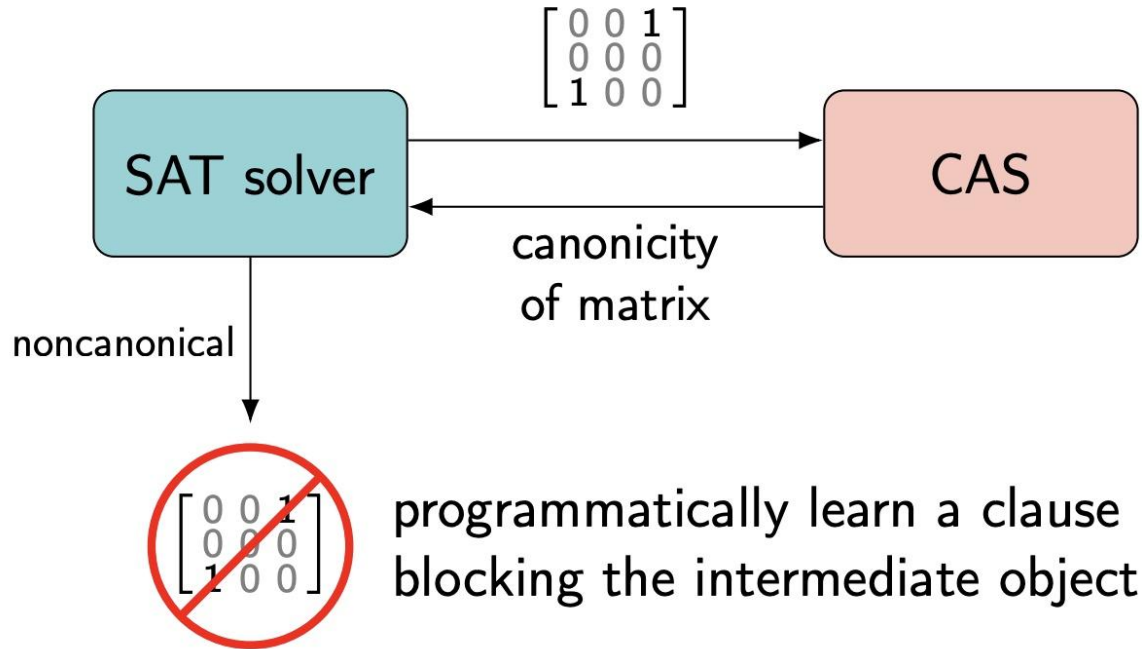 0 0 1
0 0 0
1 0 0
SAT solver
CAS
canonicity
of matrix
noncanonical
0 0 1
0 0 0
1 0 0
programmatically learn a clause
blocking the intermediate object